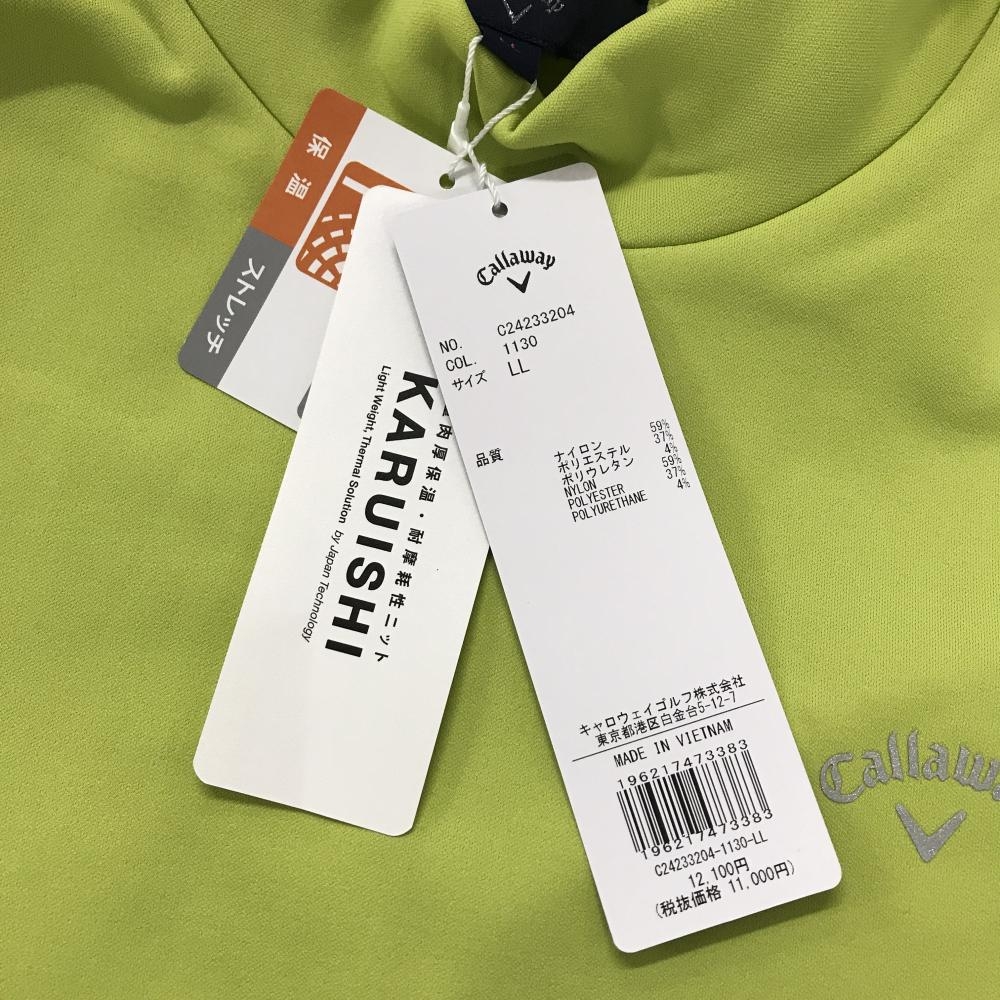 保温
ストレッチ
肉厚保温・耐摩耗性ニット
KARUISHI
Light Weight, Thermal Solution by Japan Technology
Callaway
NO. C24233204
COL. 1130
サイズ LL
品質 ナイロン 59%
ポリエステル 37%
ポリウレタン 4%
NYLON 59%
POLYESTER 37%
POLYURETHANE 4%
キャロウェイゴルフ株式会社
東京都港区白金台5-12-7
MADE IN VIETNAM
196217473383
196217473383
C24233204-1130-LL
12,100円
(税抜価格 11,000円)
Callaway